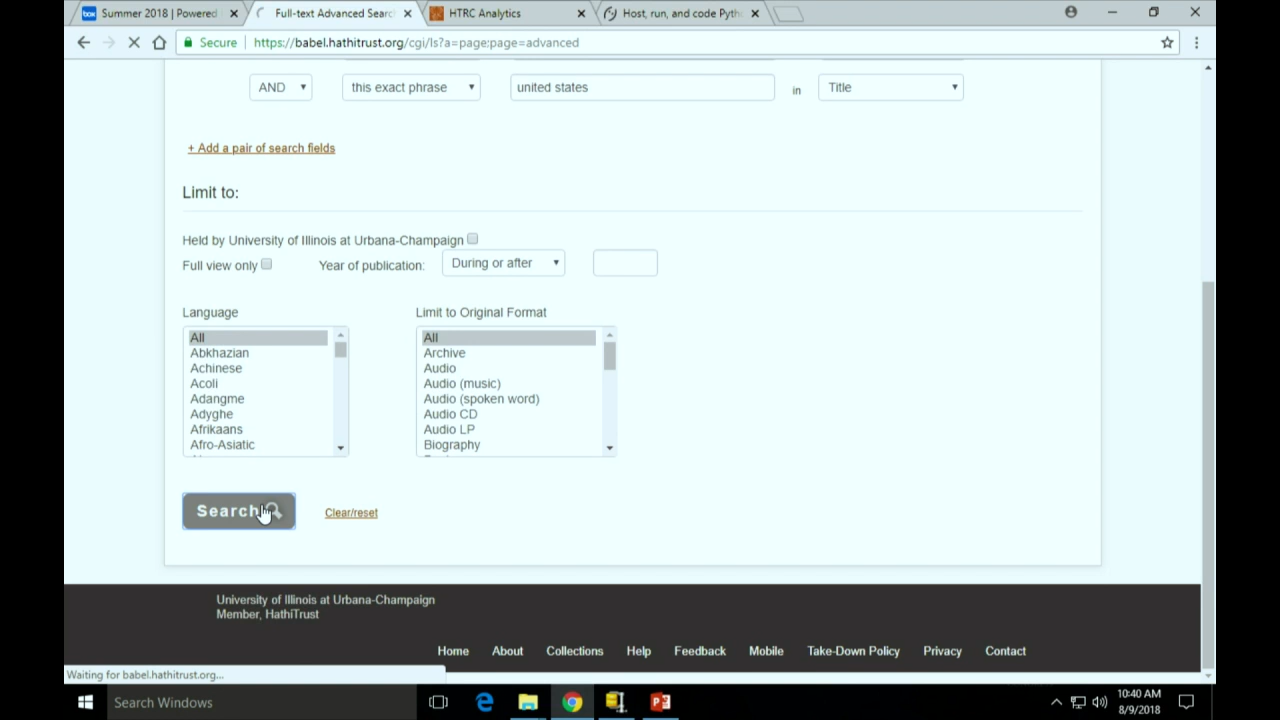 box Summer 2018 | Powered
Full-text Advanced Searc
HTRC Analytics
Host, run, and code Pyth
Secure https://babel.hathitrust.org/cgi/ls?a=page;page=advanced
AND this exact phrase united states in Title
+ Add a pair of search fields
Limit to:
Held by University of Illinois at Urbana-Champaign
Full view only Year of publication: During or after
Language Limit to Original Format
All All
Abkhazian Archive
Achinese Audio
Acoli Audio (music)
Adangme Audio (spoken word)
Adyghe Audio CD
Afrikaans Audio LP
Afro-Asiatic Biography
Search Clear/reset
University of Illinois at Urbana-Champaign
Member, HathiTrust
Home About Collections Help Feedback Mobile Take-Down Policy Privacy Contact
Waiting for babel.hathitrust.org...
Search Windows
10:40 AM
8/9/2018